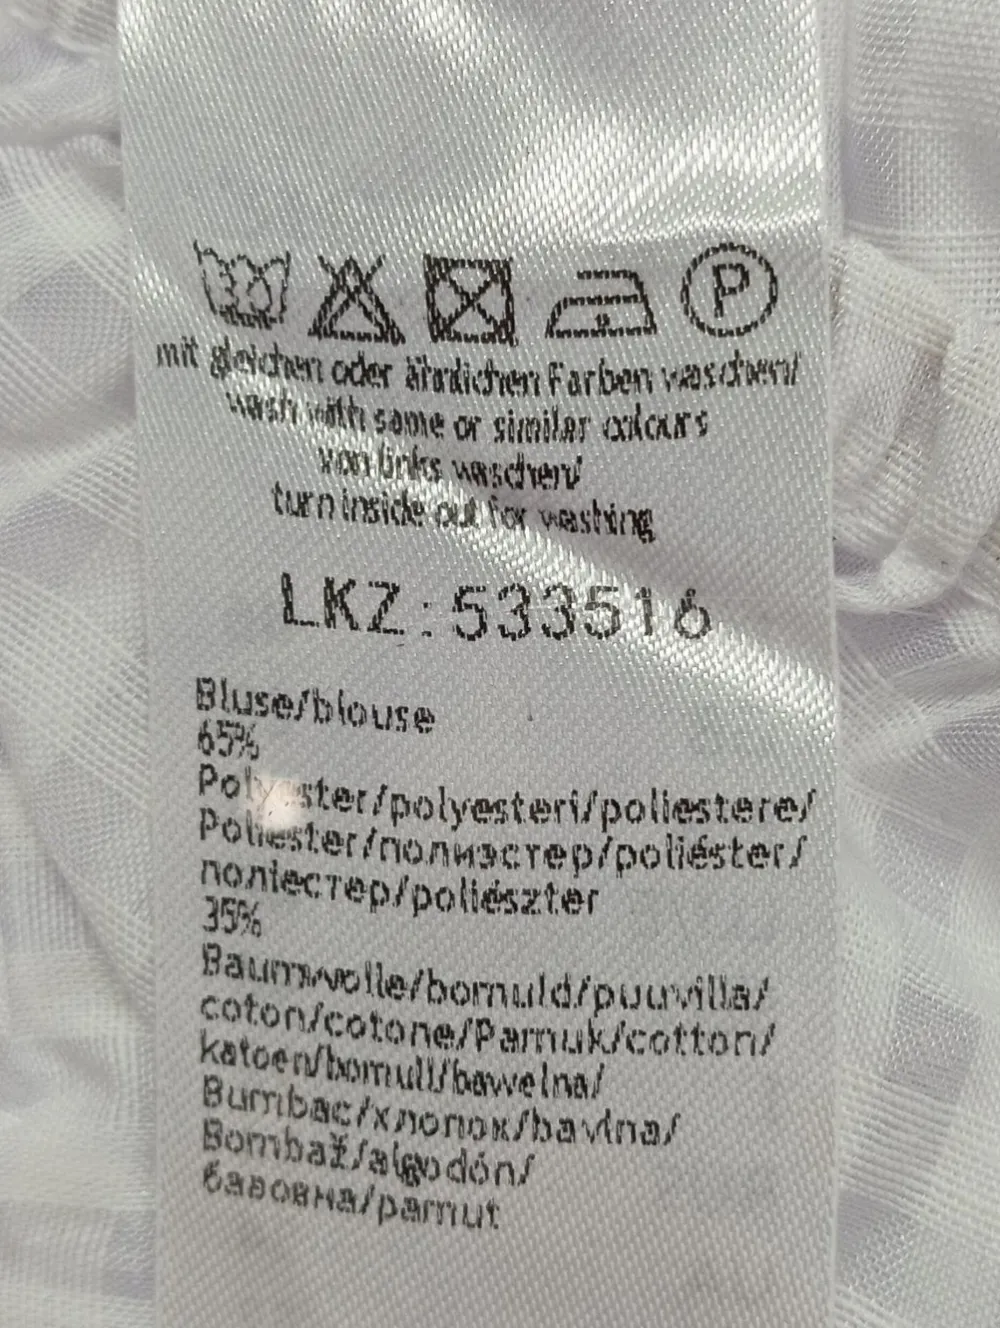 30
P
mit gleichen oder ähnlichen Farben waschen/
wash with same or similar colours
von links waschen/
turn inside out for washing
LKZ:533516
Bluse/blouse
65%
Polyester/polyesteri/poliestere/
Poliester/полиэстер/poliéster/
поліестер/poliészter
35%
Baumwolle/bomuld/puuvilla/
coton/cotone/Pamuk/cotton/
katoen/bomull/bawełna/
Bumbac/хлопок/bavlna/
Bombaž/algodón/
бавовна/pamut